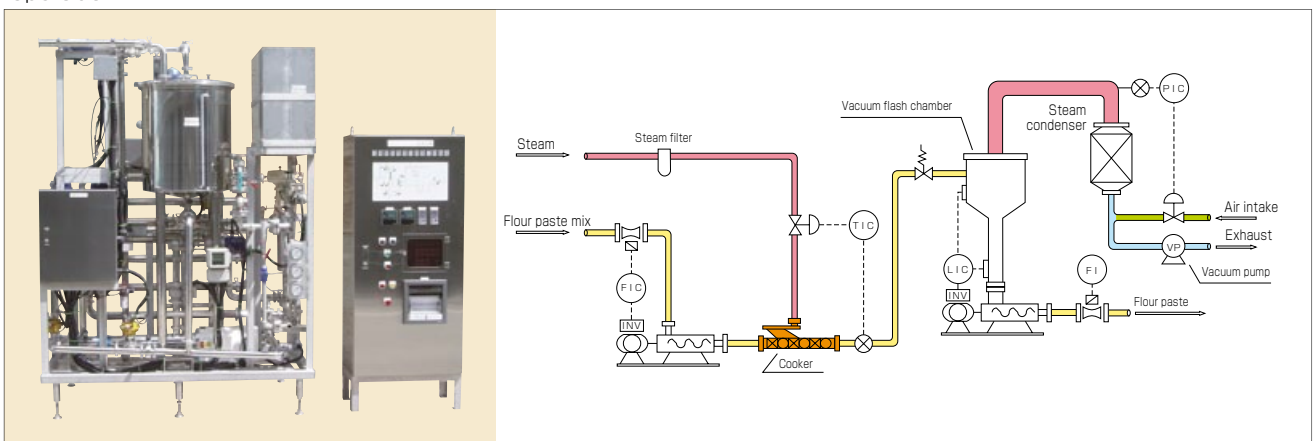 Steam
Steam filter
Flour paste mix
FIC
INV
Cooker
TIC
Vacuum flash chamber
LIC
INV
Steam
condenser
PIC
Air intake
Exhaust
VP
Vacuum pump
FI
Flour paste